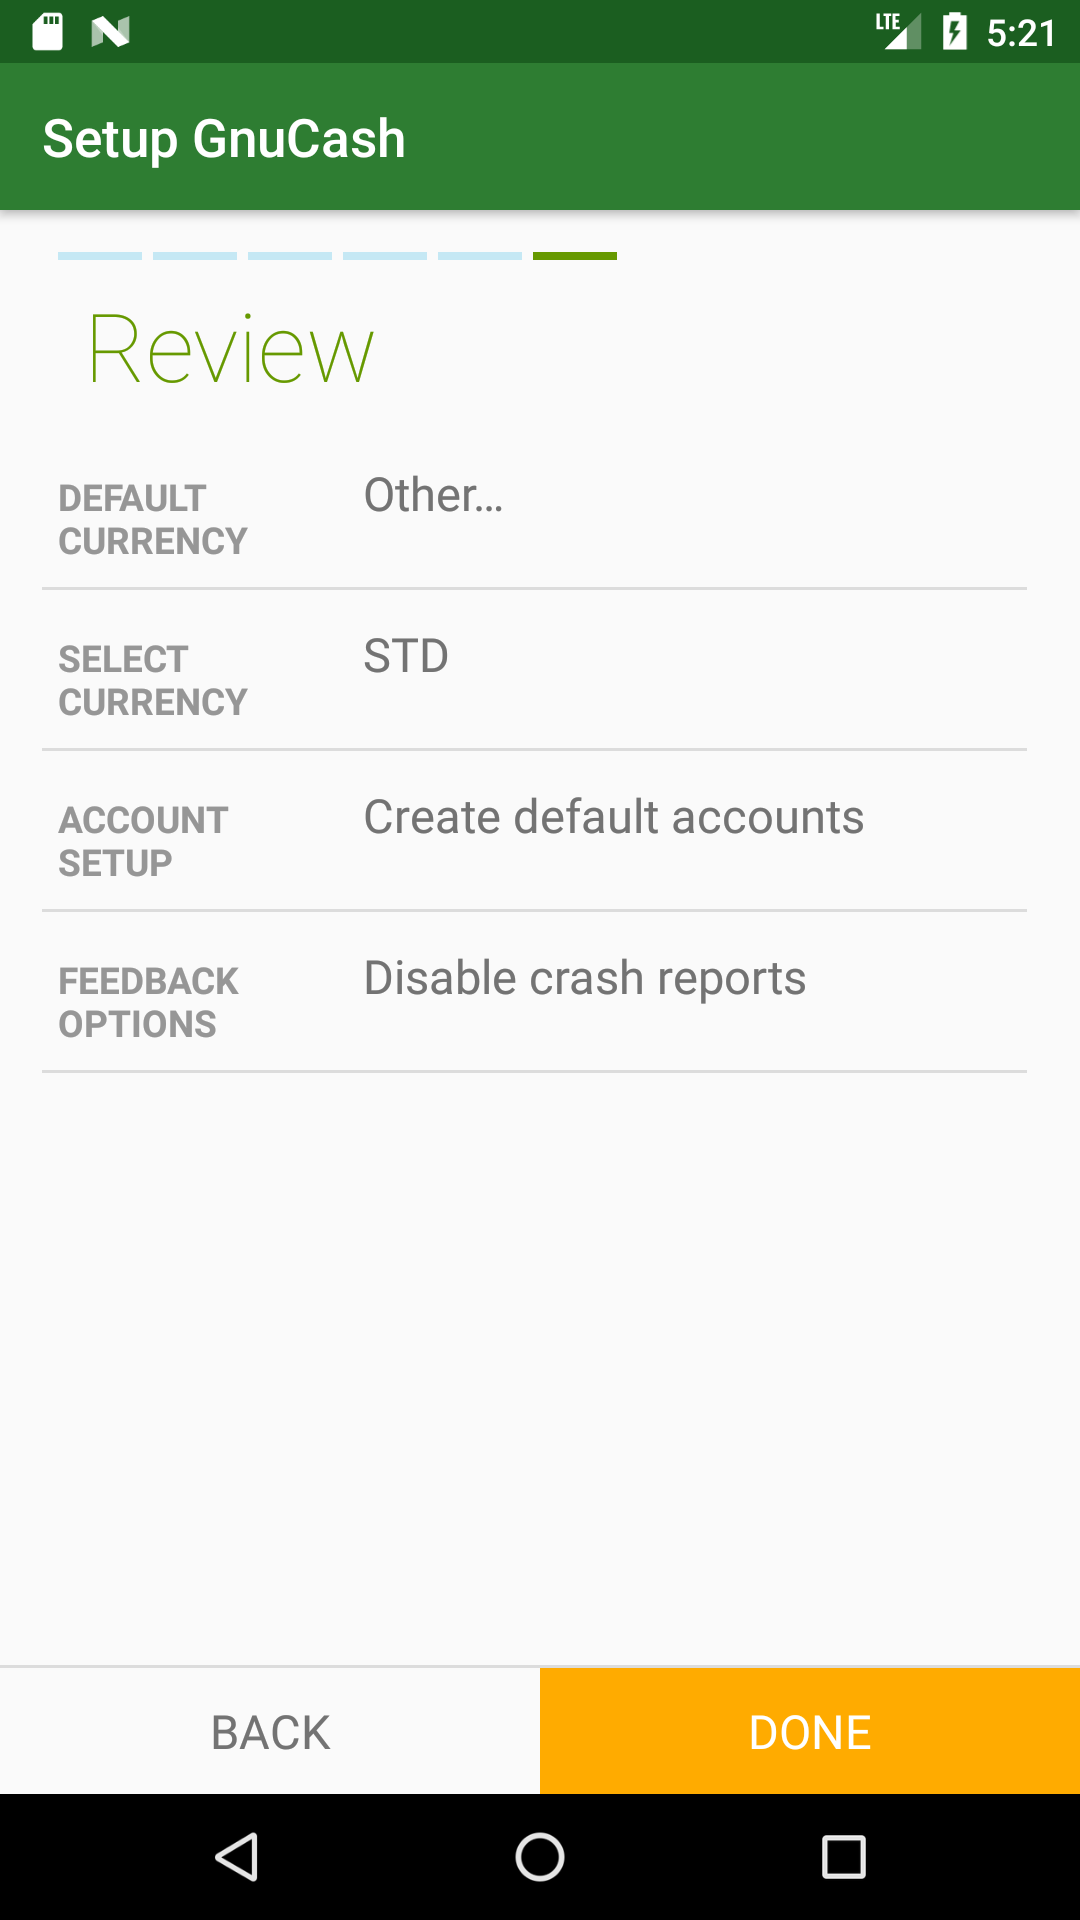 LTE 5:21
Setup GnuCash
Review
DEFAULT
CURRENCY
Other…
SELECT
CURRENCY
STD
ACCOUNT
SETUP
Create default accounts
FEEDBACK
OPTIONS
Disable crash reports
BACK
DONE